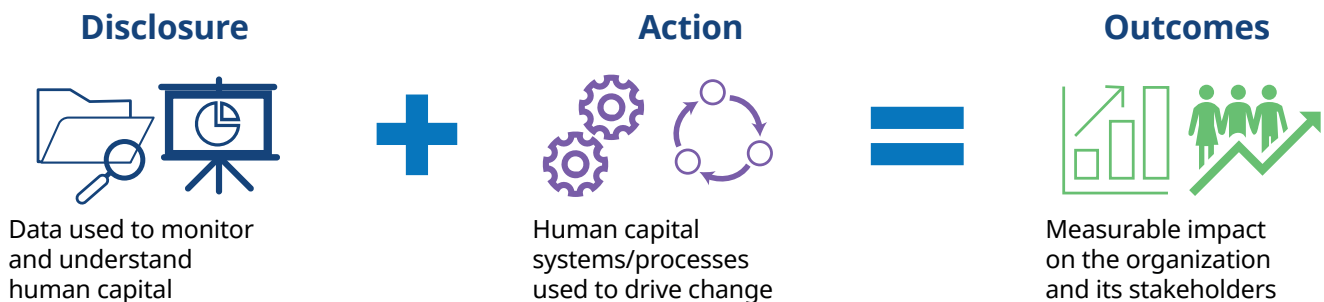 Disclosure
Data used to monitor
and understand
human capital
Action
Human capital
systems/processes
used to drive change
Outcomes
Measurable impact
on the organization
and its stakeholders